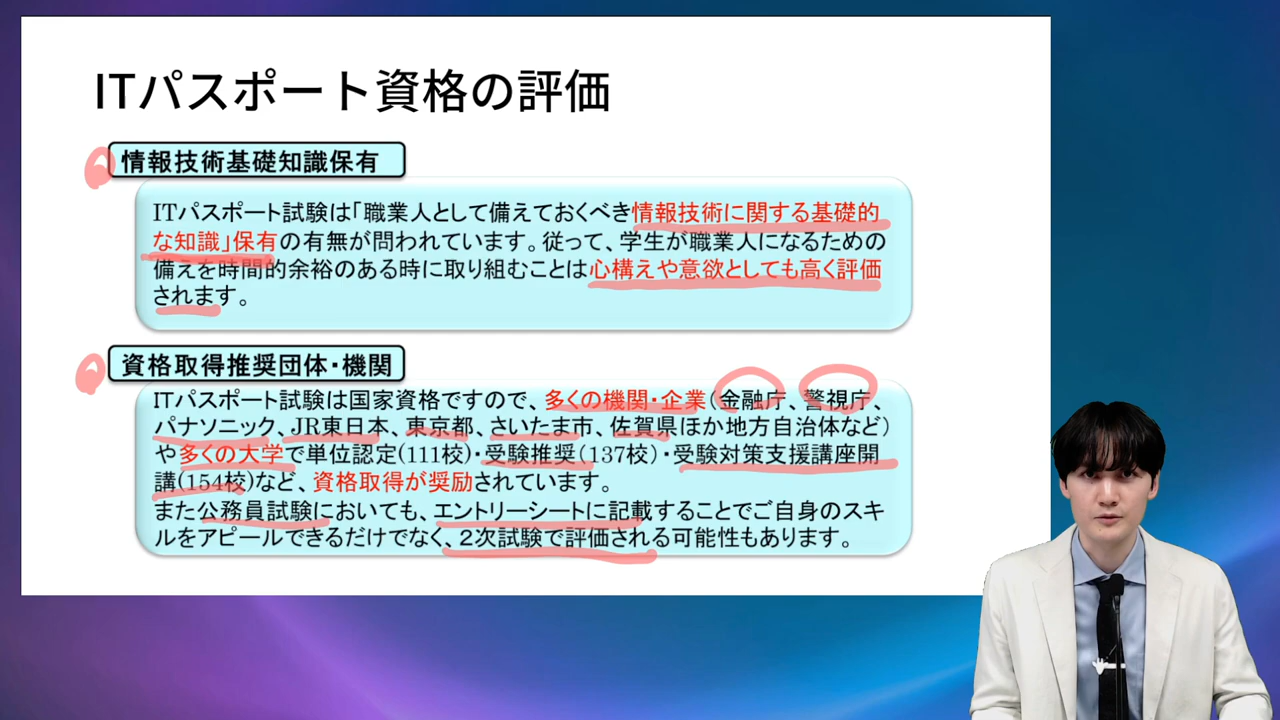 ITパスポート資格の評価
情報技術基礎知識保有
ITパスポート試験は「職業人として備えておくべき情報技術に関する基礎的
な知識」保有の有無が問われています。従って、学生が職業人になるための
備えを時間的余裕のある時に取り組むことは心構えや意欲としても高く評価
されます。
資格取得推奨団体・機関
ITパスポート試験は国家資格ですので、多くの機関・企業(金融庁、警視庁、
パナソニック、JR東日本、東京都、さいたま市、佐賀県ほか地方自治体など)
や多くの大学で単位認定(111校)・受験推奨(137校)・受験対策支援講座開
講(154校)など、資格取得が奨励されています。
また公務員試験においても、エントリーシートに記載することでご自身のスキ
ルをアピールできるだけでなく、2次試験で評価される可能性もあります。